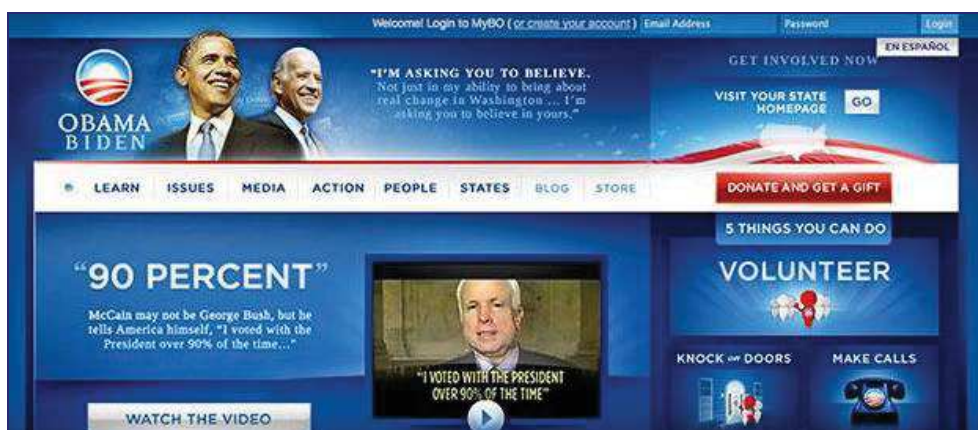 Welcome! Login to MyBO ( or create your account ) Email Address Password Login
EN ESPAÑOL
OBAMA
BIDEN
"I'M ASKING YOU TO BELIEVE.
Not just in my ability to bring about
real change in Washington ... I'm
asking you to believe in yours."
GET INVOLVED NOW
VISIT YOUR STATE
HOMEPAGE GO
LEARN ISSUES MEDIA ACTION PEOPLE STATES BLOG STORE
DONATE AND GET A GIFT
"90 PERCENT"
McCain may not be George Bush, but he
tells America himself, "I voted with the
President over 90% of the time..."
WATCH THE VIDEO
"I VOTED WITH THE PRESIDENT
OVER 90% OF THE TIME"
5 THINGS YOU CAN DO
VOLUNTEER
KNOCK on DOORS
MAKE CALLS